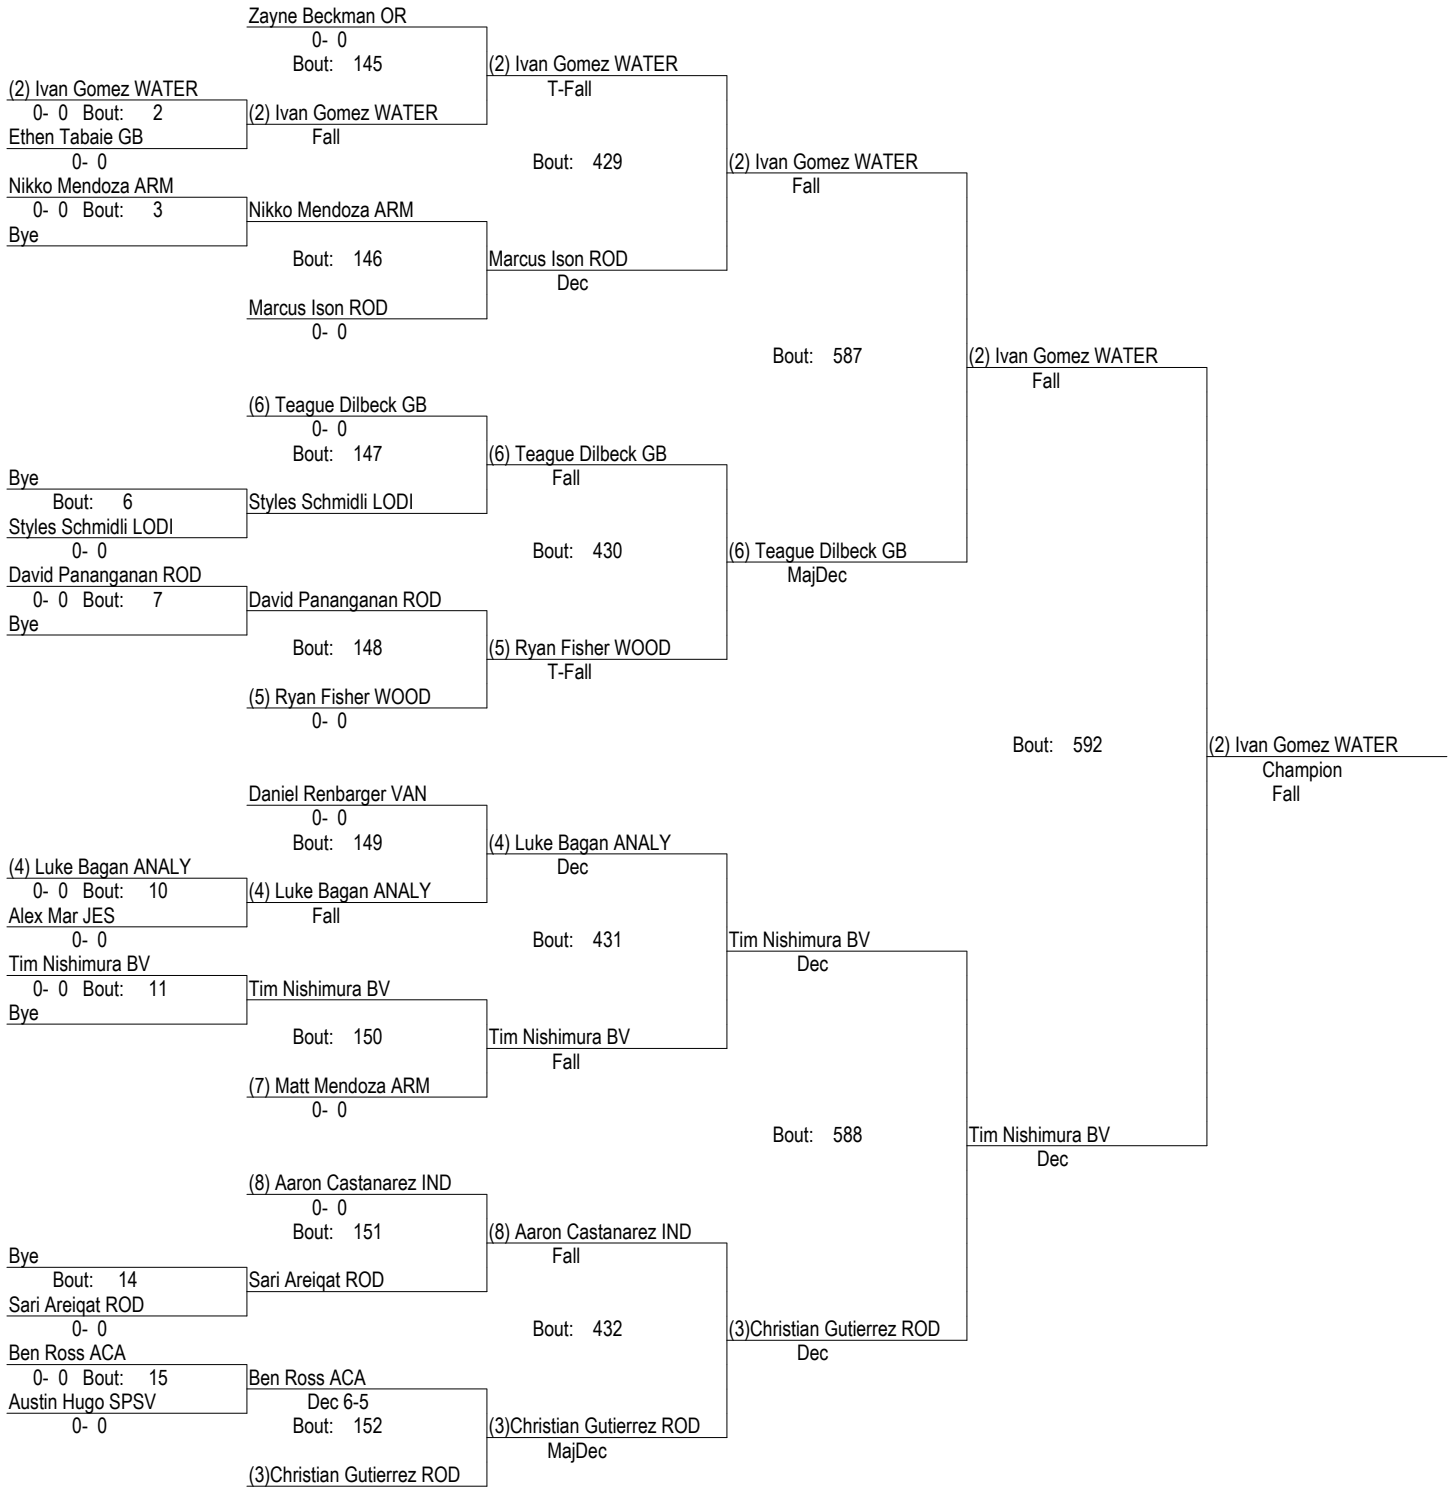 Zayne Beckman OR
0- 0
Bout: 145
(2) Ivan Gomez WATER
T-Fall
(2) Ivan Gomez WATER
0- 0 Bout: 2
(2) Ivan Gomez WATER
Fall
Ethen Tabaie GB
0- 0
Bout: 429
(2) Ivan Gomez WATER
Fall
Nikko Mendoza ARM
0- 0 Bout: 3
Nikko Mendoza ARM
Bye
Bout: 146
Marcus Ison ROD
Dec
Marcus Ison ROD
0- 0
Bout: 587
(2) Ivan Gomez WATER
Fall
(6) Teague Dilbeck GB
0- 0
Bout: 147
(6) Teague Dilbeck GB
Fall
Bye
Bout: 6
Styles Schmidli LODI
Styles Schmidli LODI
0- 0
Bout: 430
(6) Teague Dilbeck GB
MajDec
David Pananganan ROD
0- 0 Bout: 7
David Pananganan ROD
Bye
Bout: 148
(5) Ryan Fisher WOOD
T-Fall
(5) Ryan Fisher WOOD
0- 0
Bout: 592
(2) Ivan Gomez WATER
Champion
Fall
Daniel Renbarger VAN
0- 0
Bout: 149
(4) Luke Bagan ANALY
Dec
(4) Luke Bagan ANALY
0- 0 Bout: 10
(4) Luke Bagan ANALY
Fall
Alex Mar JES
0- 0
Bout: 431
Tim Nishimura BV
Dec
Tim Nishimura BV
0- 0 Bout: 11
Tim Nishimura BV
Bye
Bout: 150
Tim Nishimura BV
Fall
(7) Matt Mendoza ARM
0- 0
Bout: 588
Tim Nishimura BV
Dec
(8) Aaron Castanarez IND
0- 0
Bout: 151
(8) Aaron Castanarez IND
Fall
Bye
Bout: 14
Sari Areiqat ROD
Sari Areiqat ROD
0- 0
Bout: 432
(3)Christian Gutierrez ROD
Dec
Ben Ross ACA
0- 0 Bout: 15
Ben Ross ACA
Dec 6-5
Austin Hugo SPSV
0- 0
Bout: 152
(3)Christian Gutierrez ROD
MajDec
(3)Christian Gutierrez ROD